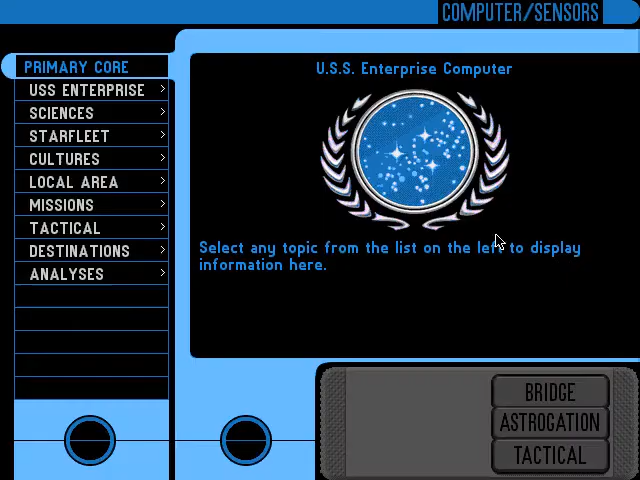 COMPUTER/SENSORS
PRIMARY CORE
USS ENTERPRISE
SCIENCES
STARFLEET
CULTURES
LOCAL AREA
MISSIONS
TACTICAL
DESTINATIONS
ANALYSES
U.S.S. Enterprise Computer
Select any topic from the list on the left to display
information here.
BRIDGE
ASTROGATION
TACTICAL